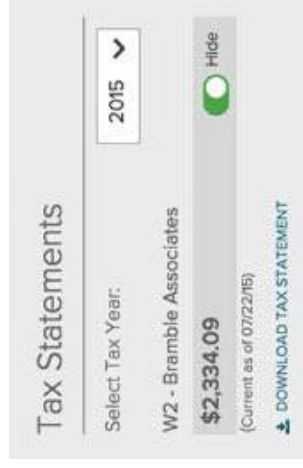 Tax Statements
Select Tax Year: 2015
W2 - Bramble Associates
$2,334.09 Hide
(Current as of 07/22/15)
DOWNLOAD TAX STATEMENT